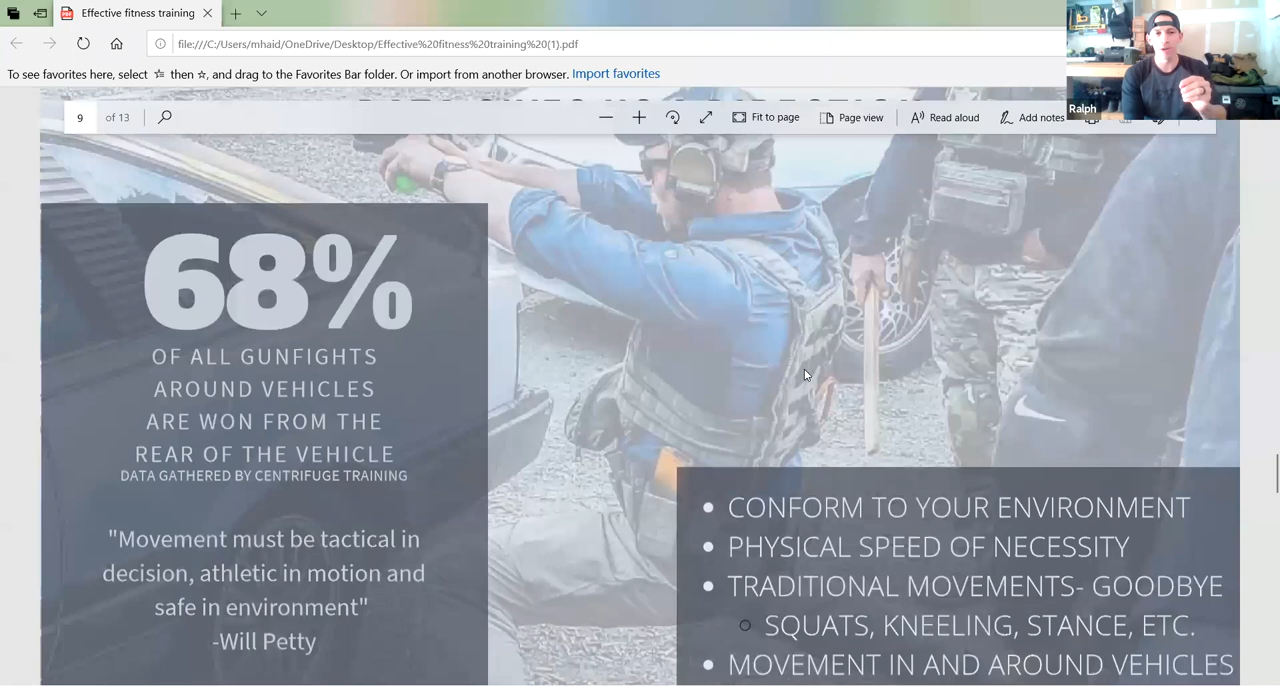 Effective fitness training
file:///C:/Users/mhaid/OneDrive/Desktop/Effective%20fitness%20training%20(1).pdf
To see favorites here, select ☆ then ☆, and drag to the Favorites Bar folder. Or import from another browser. Import favorites
Ralph
9 of 13
Fit to page
Page view
Read aloud
Add notes
68%
OF ALL GUNFIGHTS
AROUND VEHICLES
ARE WON FROM THE
REAR OF THE VEHICLE
DATA GATHERED BY CENTRIFUGE TRAINING
"Movement must be tactical in
decision, athletic in motion and
safe in environment"
-Will Petty
• CONFORM TO YOUR ENVIRONMENT
• PHYSICAL SPEED OF NECESSITY
• TRADITIONAL MOVEMENTS- GOODBYE
○ SQUATS, KNEELING, STANCE, ETC.
• MOVEMENT IN AND AROUND VEHICLES